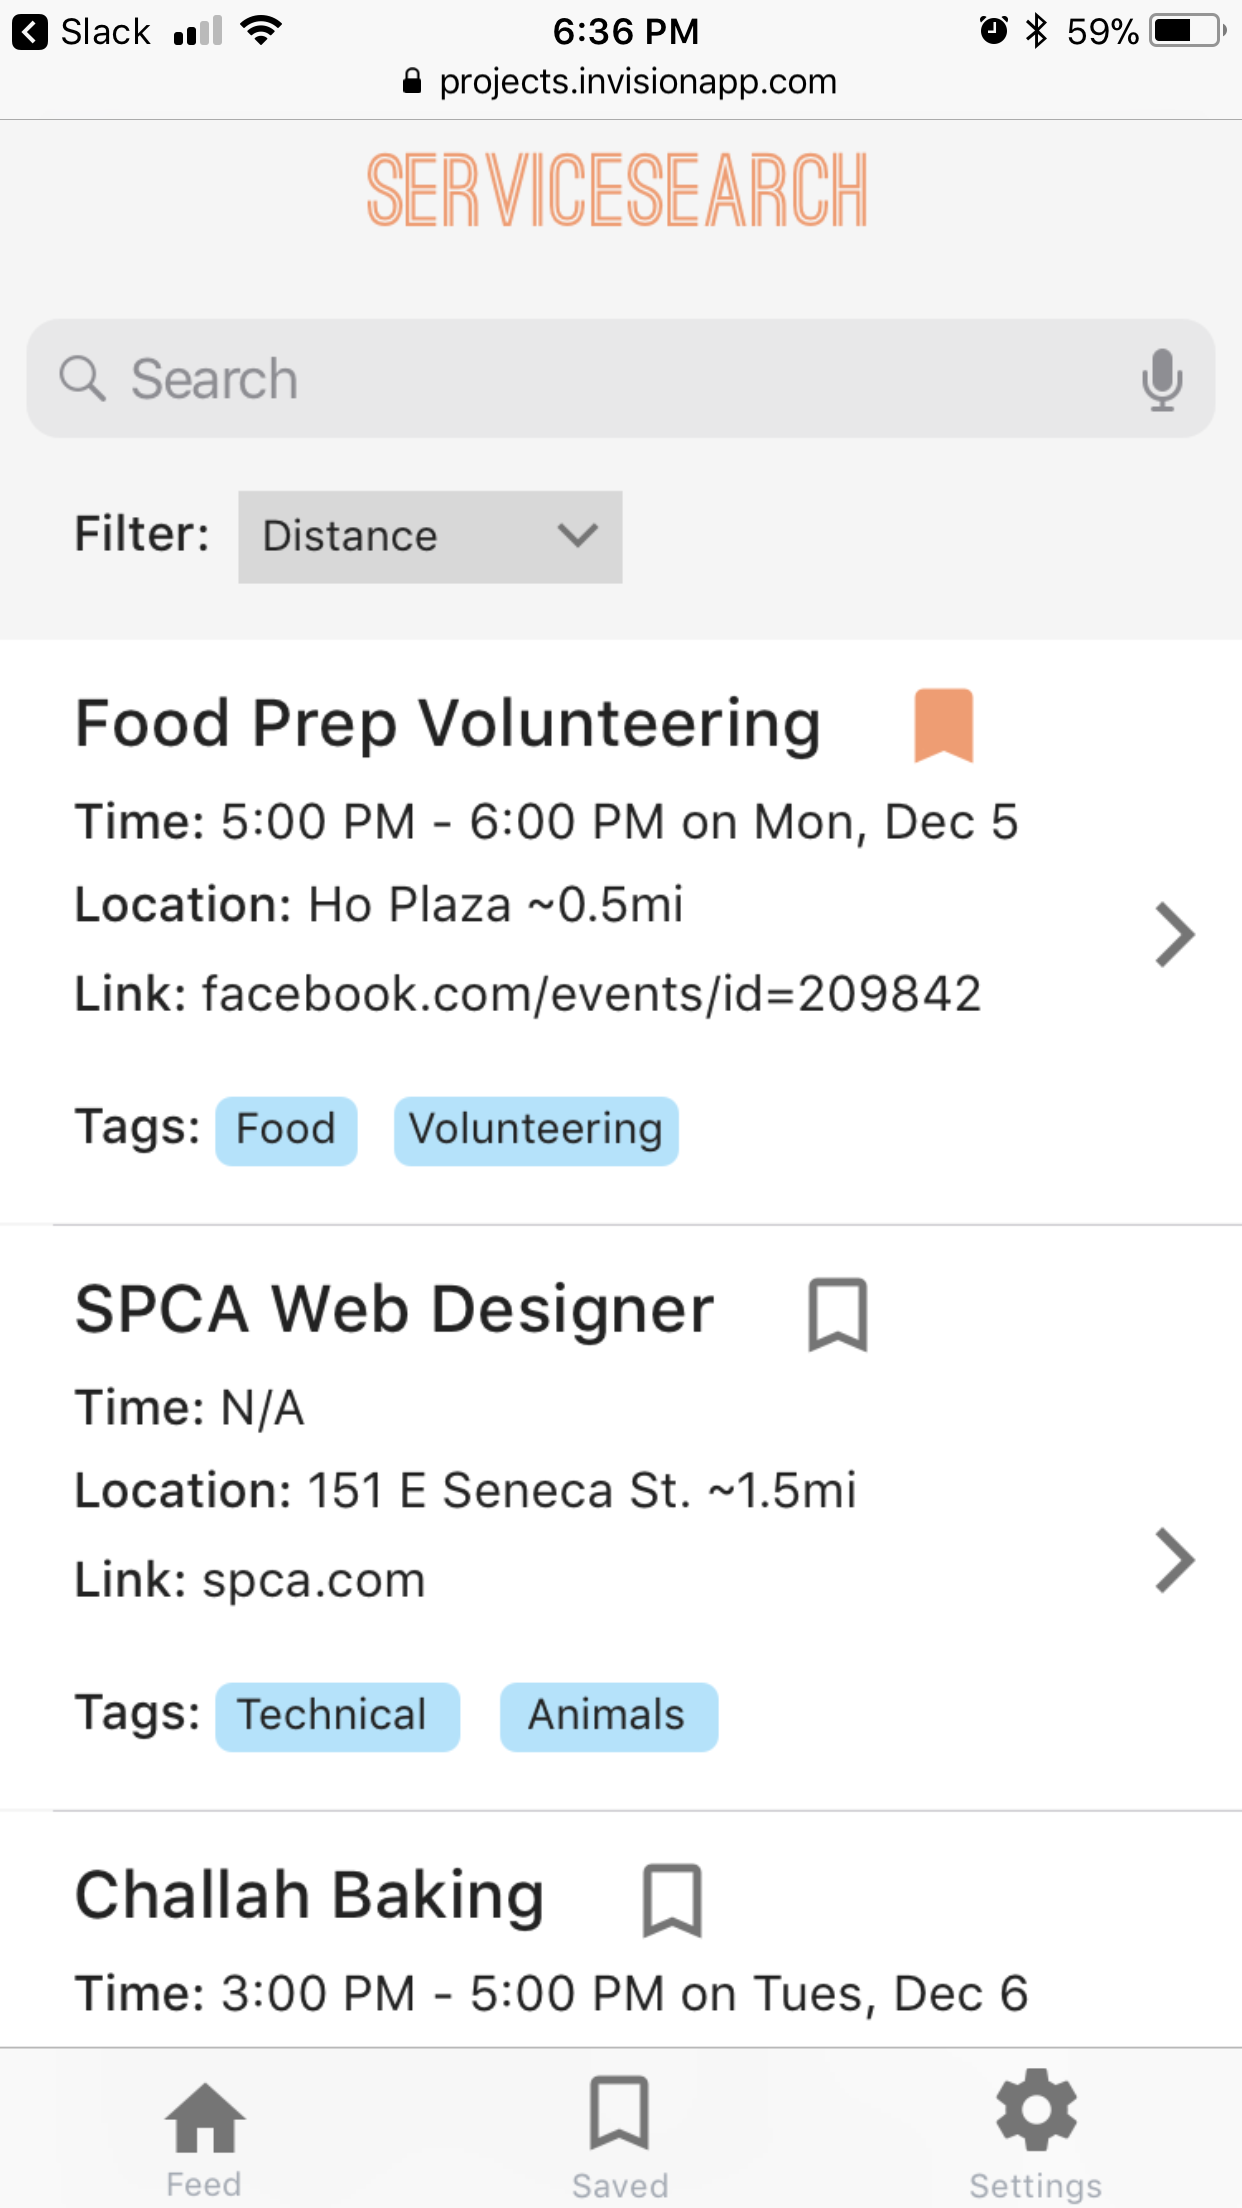 Slack 6:36 PM 59%
projects.invisionapp.com
SERVICESEARCH
Search
Filter: Distance
Food Prep Volunteering
Time: 5:00 PM - 6:00 PM on Mon, Dec 5
Location: Ho Plaza ~0.5mi
Link: facebook.com/events/id=209842
Tags: Food Volunteering
SPCA Web Designer
Time: N/A
Location: 151 E Seneca St. ~1.5mi
Link: spca.com
Tags: Technical Animals
Challah Baking
Time: 3:00 PM - 5:00 PM on Tues, Dec 6
Feed Saved Settings